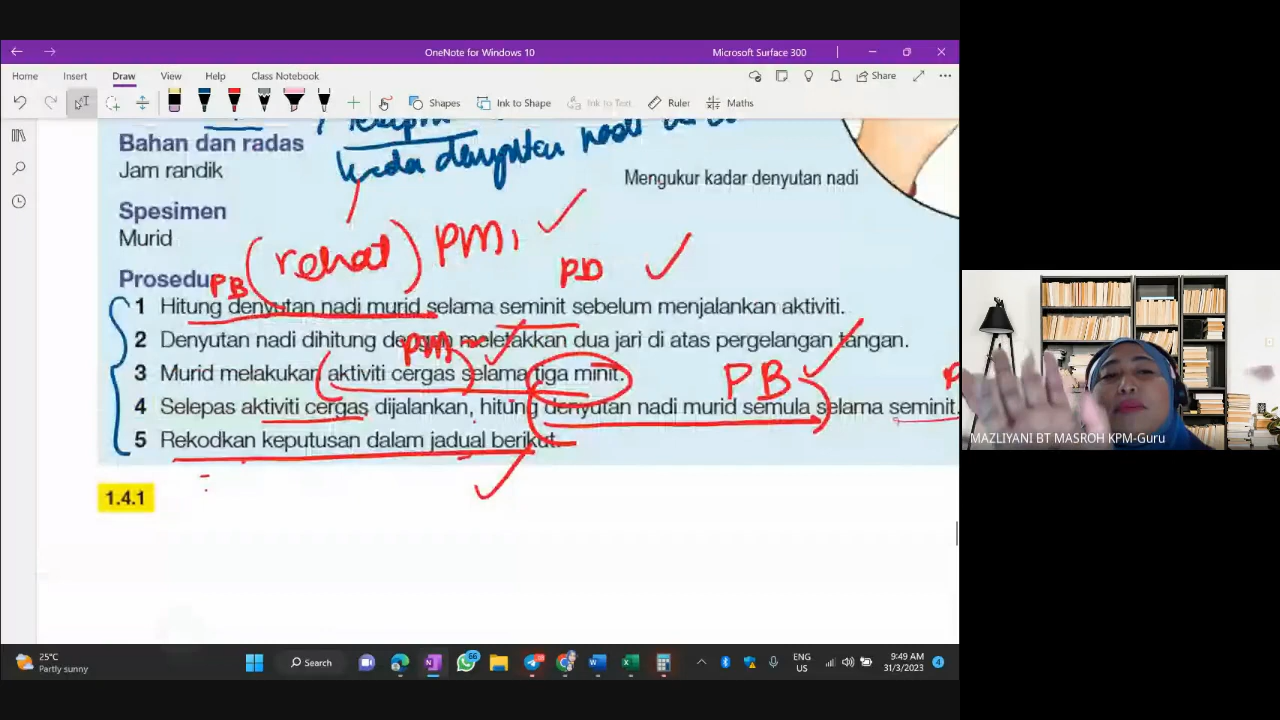 OneNote for Windows 10
Microsoft Surface 300
Home Insert Draw View Help Class Notebook
Share
Shapes Ink to Shape Ink to Text Ruler Maths
Bahan dan radas
kadar denyutan nadi
Jam randik
Mengukur kadar denyutan nadi
Spesimen
Murid
(rehat) PM1
PD
Prosedur
PB
1 Hitung denyutan nadi murid selama seminit sebelum menjalankan aktiviti.
2 Denyutan nadi dihitung dengan meletakkan dua jari di atas pergelangan tangan.
PM1
3 Murid melakukan aktiviti cergas selama tiga minit.
PB
4 Selepas aktiviti cergas dijalankan, hitung denyutan nadi murid semula selama seminit.
5 Rekodkan keputusan dalam jadual berikut.
1.4.1
MAZLIYANI BT MASROH KPM-Guru
25°C
Partly sunny
Search
66
ENG
US
9:49 AM
31/3/2023
4